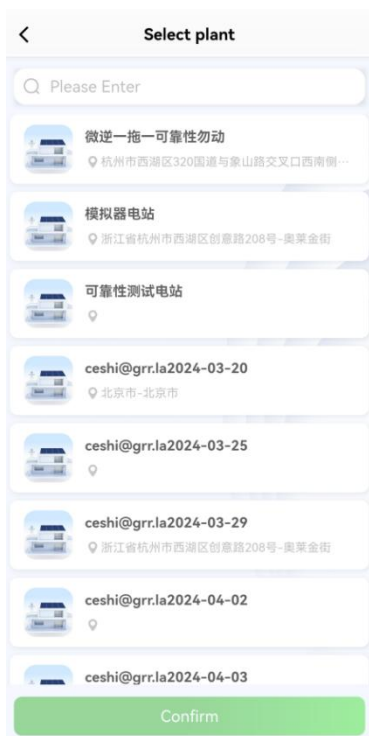 Select plant
Please Enter
微逆一拖一可靠性勿动
杭州市西湖区320国道与象山路交叉口西南侧…
模拟器电站
浙江省杭州市西湖区创意路208号-奥莱金街
可靠性测试电站
ceshi@grr.la2024-03-20
北京市-北京市
ceshi@grr.la2024-03-25
ceshi@grr.la2024-03-29
浙江省杭州市西湖区创意路208号-奥莱金街
ceshi@grr.la2024-04-02
ceshi@grr.la2024-04-03
Confirm